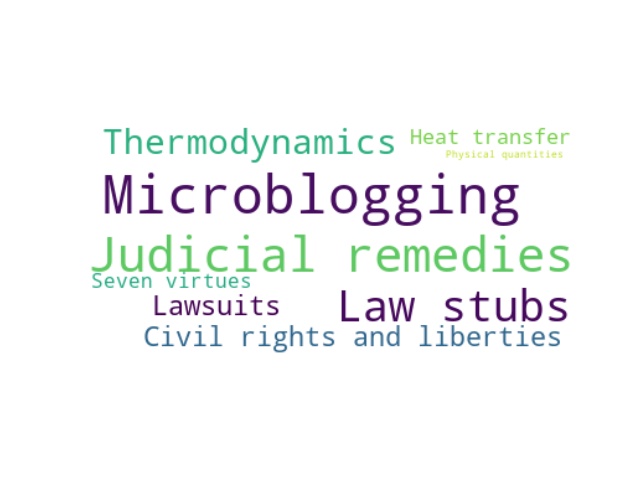 Thermodynamics
Heat transfer
Physical quantities
Microblogging
Judicial remedies
Seven virtues
Lawsuits
Law stubs
Civil rights and liberties